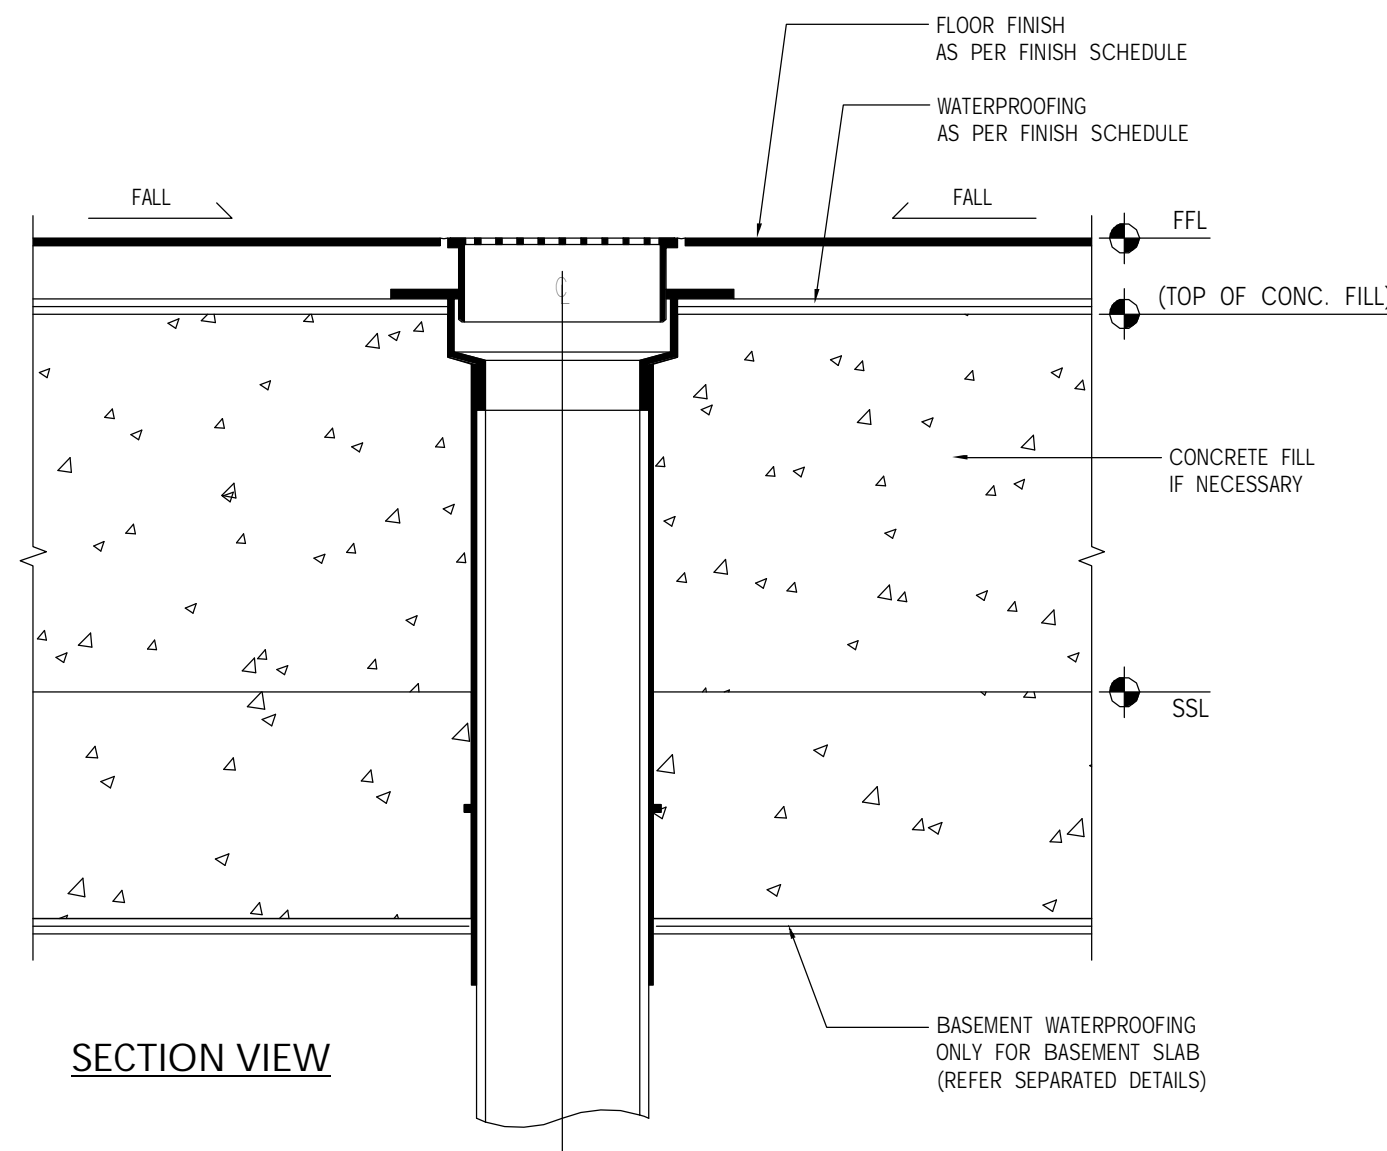 FLOOR FINISH
AS PER FINISH SCHEDULE
WATERPROOFING
AS PER FINISH SCHEDULE
FALL
FALL
FFL
(TOP OF CONC. FILL)
℄
CONCRETE FILL
IF NECESSARY
SSL
BASEMENT WATERPROOFING
ONLY FOR BASEMENT SLAB
(REFER SEPARATED DETAILS)
SECTION VIEW